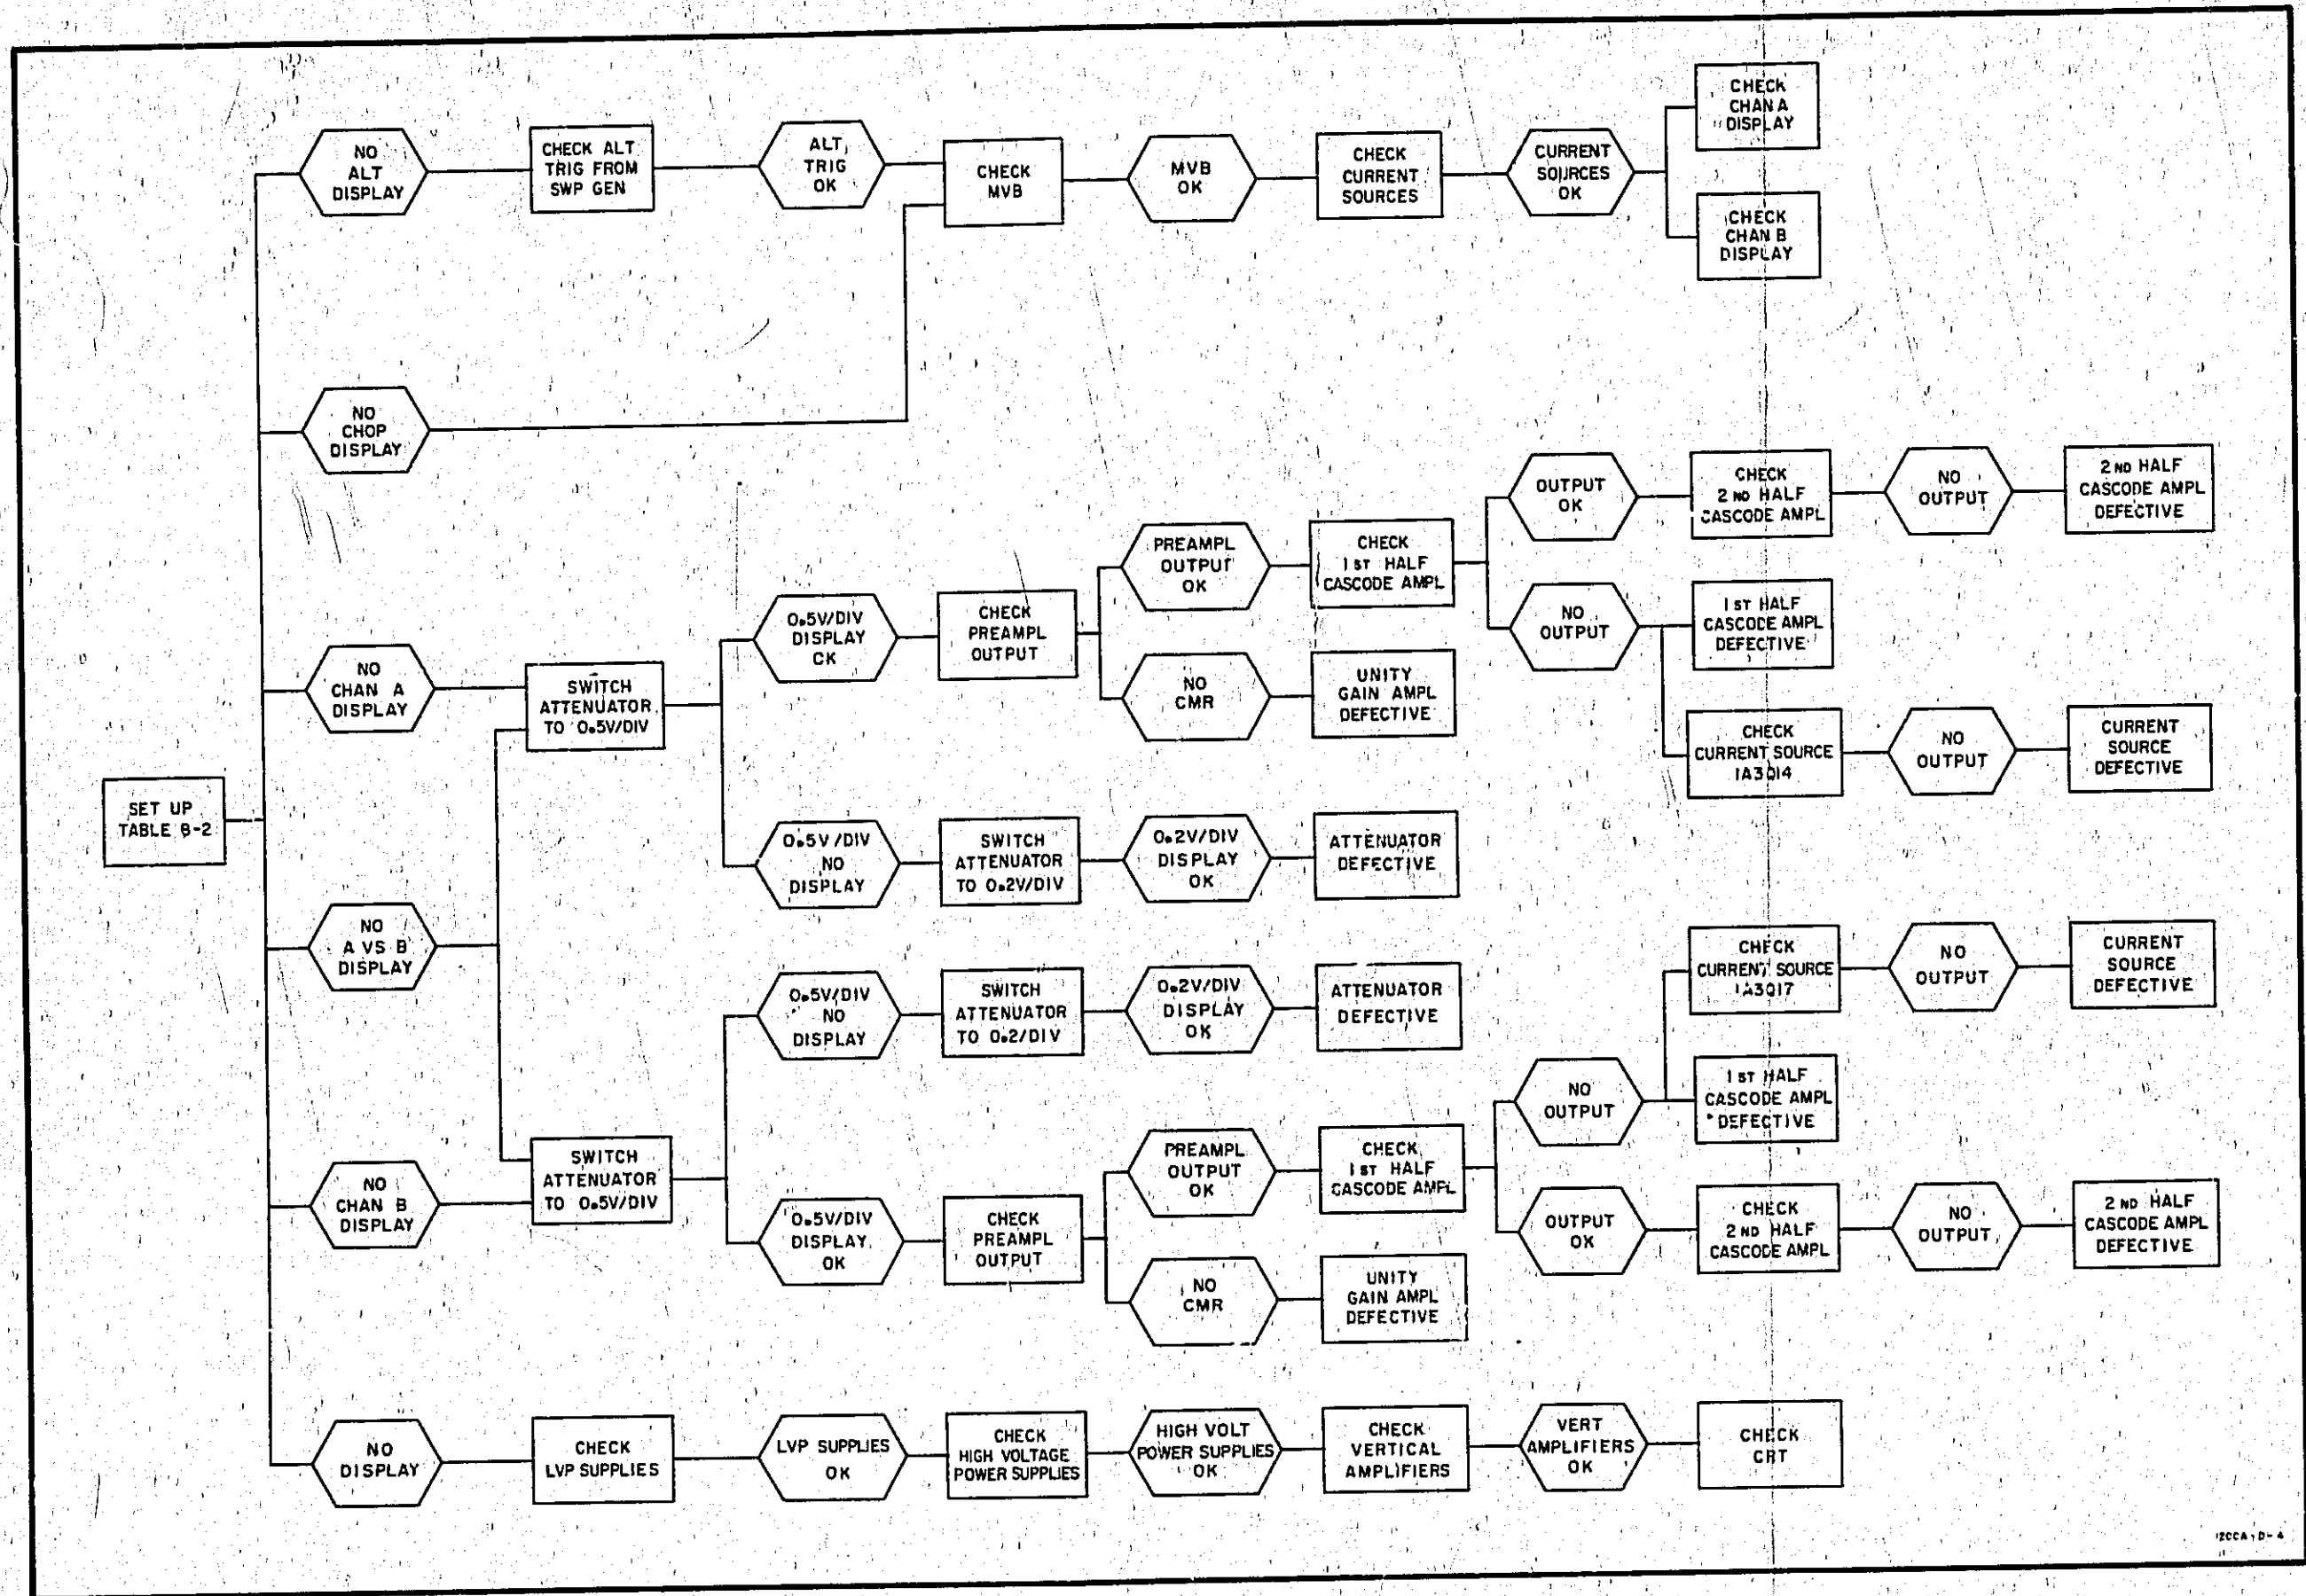 SET UP
TABLE B-2
NO
ALT
DISPLAY
CHECK ALT
TRIG FROM
SWP GEN
ALT
TRIG
OK
CHECK
MVB
MVB
OK
CHECK
CURRENT
SOURCES
CURRENT
SOURCES
OK
CHECK
CHAN A
DISPLAY
CHECK
CHAN B
DISPLAY
NO
CHOP
DISPLAY
NO
CHAN A
DISPLAY
SWITCH
ATTENUATOR
TO 0.5V/DIV
0.5V/DIV
DISPLAY
OK
CHECK
PREAMPL
OUTPUT
PREAMPL
OUTPUT
OK
CHECK
1ST HALF
CASCODE AMPL
OUTPUT
OK
CHECK
2ND HALF
CASCODE AMPL
NO
OUTPUT
2ND HALF
CASCODE AMPL
DEFECTIVE
NO
OUTPUT
1ST HALF
CASCODE AMPL
DEFECTIVE
CHECK
CURRENT SOURCE
1A3Q14
NO
OUTPUT
CURRENT
SOURCE
DEFECTIVE
NO
CMR
UNITY
GAIN AMPL
DEFECTIVE
0.5V/DIV
NO
DISPLAY
SWITCH
ATTENUATOR
TO 0.2V/DIV
0.2V/DIV
DISPLAY
OK
ATTENUATOR
DEFECTIVE
NO
A VS B
DISPLAY
0.5V/DIV
NO
DISPLAY
SWITCH
ATTENUATOR
TO 0.2/DIV
0.2V/DIV
DISPLAY
OK
ATTENUATOR
DEFECTIVE
CHECK
CURRENT SOURCE
1A3Q17
NO
OUTPUT
CURRENT
SOURCE
DEFECTIVE
NO
OUTPUT
1ST HALF
CASCODE AMPL
DEFECTIVE
NO
CHAN B
DISPLAY
SWITCH
ATTENUATOR
TO 0.5V/DIV
0.5V/DIV
DISPLAY
OK
CHECK
PREAMPL
OUTPUT
PREAMPL
OUTPUT
OK
CHECK
1ST HALF
CASCODE AMPL
OUTPUT
OK
CHECK
2ND HALF
CASCODE AMPL
NO
OUTPUT
2ND HALF
CASCODE AMPL
DEFECTIVE
NO
CMR
UNITY
GAIN AMPL
DEFECTIVE
NO
DISPLAY
CHECK
LVP SUPPLIES
LVP SUPPLIES
OK
CHECK
HIGH VOLTAGE
POWER SUPPLIES
HIGH VOLT
POWER SUPPLIES
OK
CHECK
VERTICAL
AMPLIFIERS
VERT
AMPLIFIERS
OK
CHECK
CRT